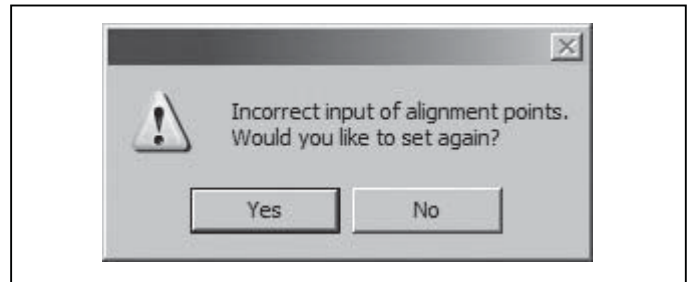 Incorrect input of alignment points.
Would you like to set again?
Yes
No